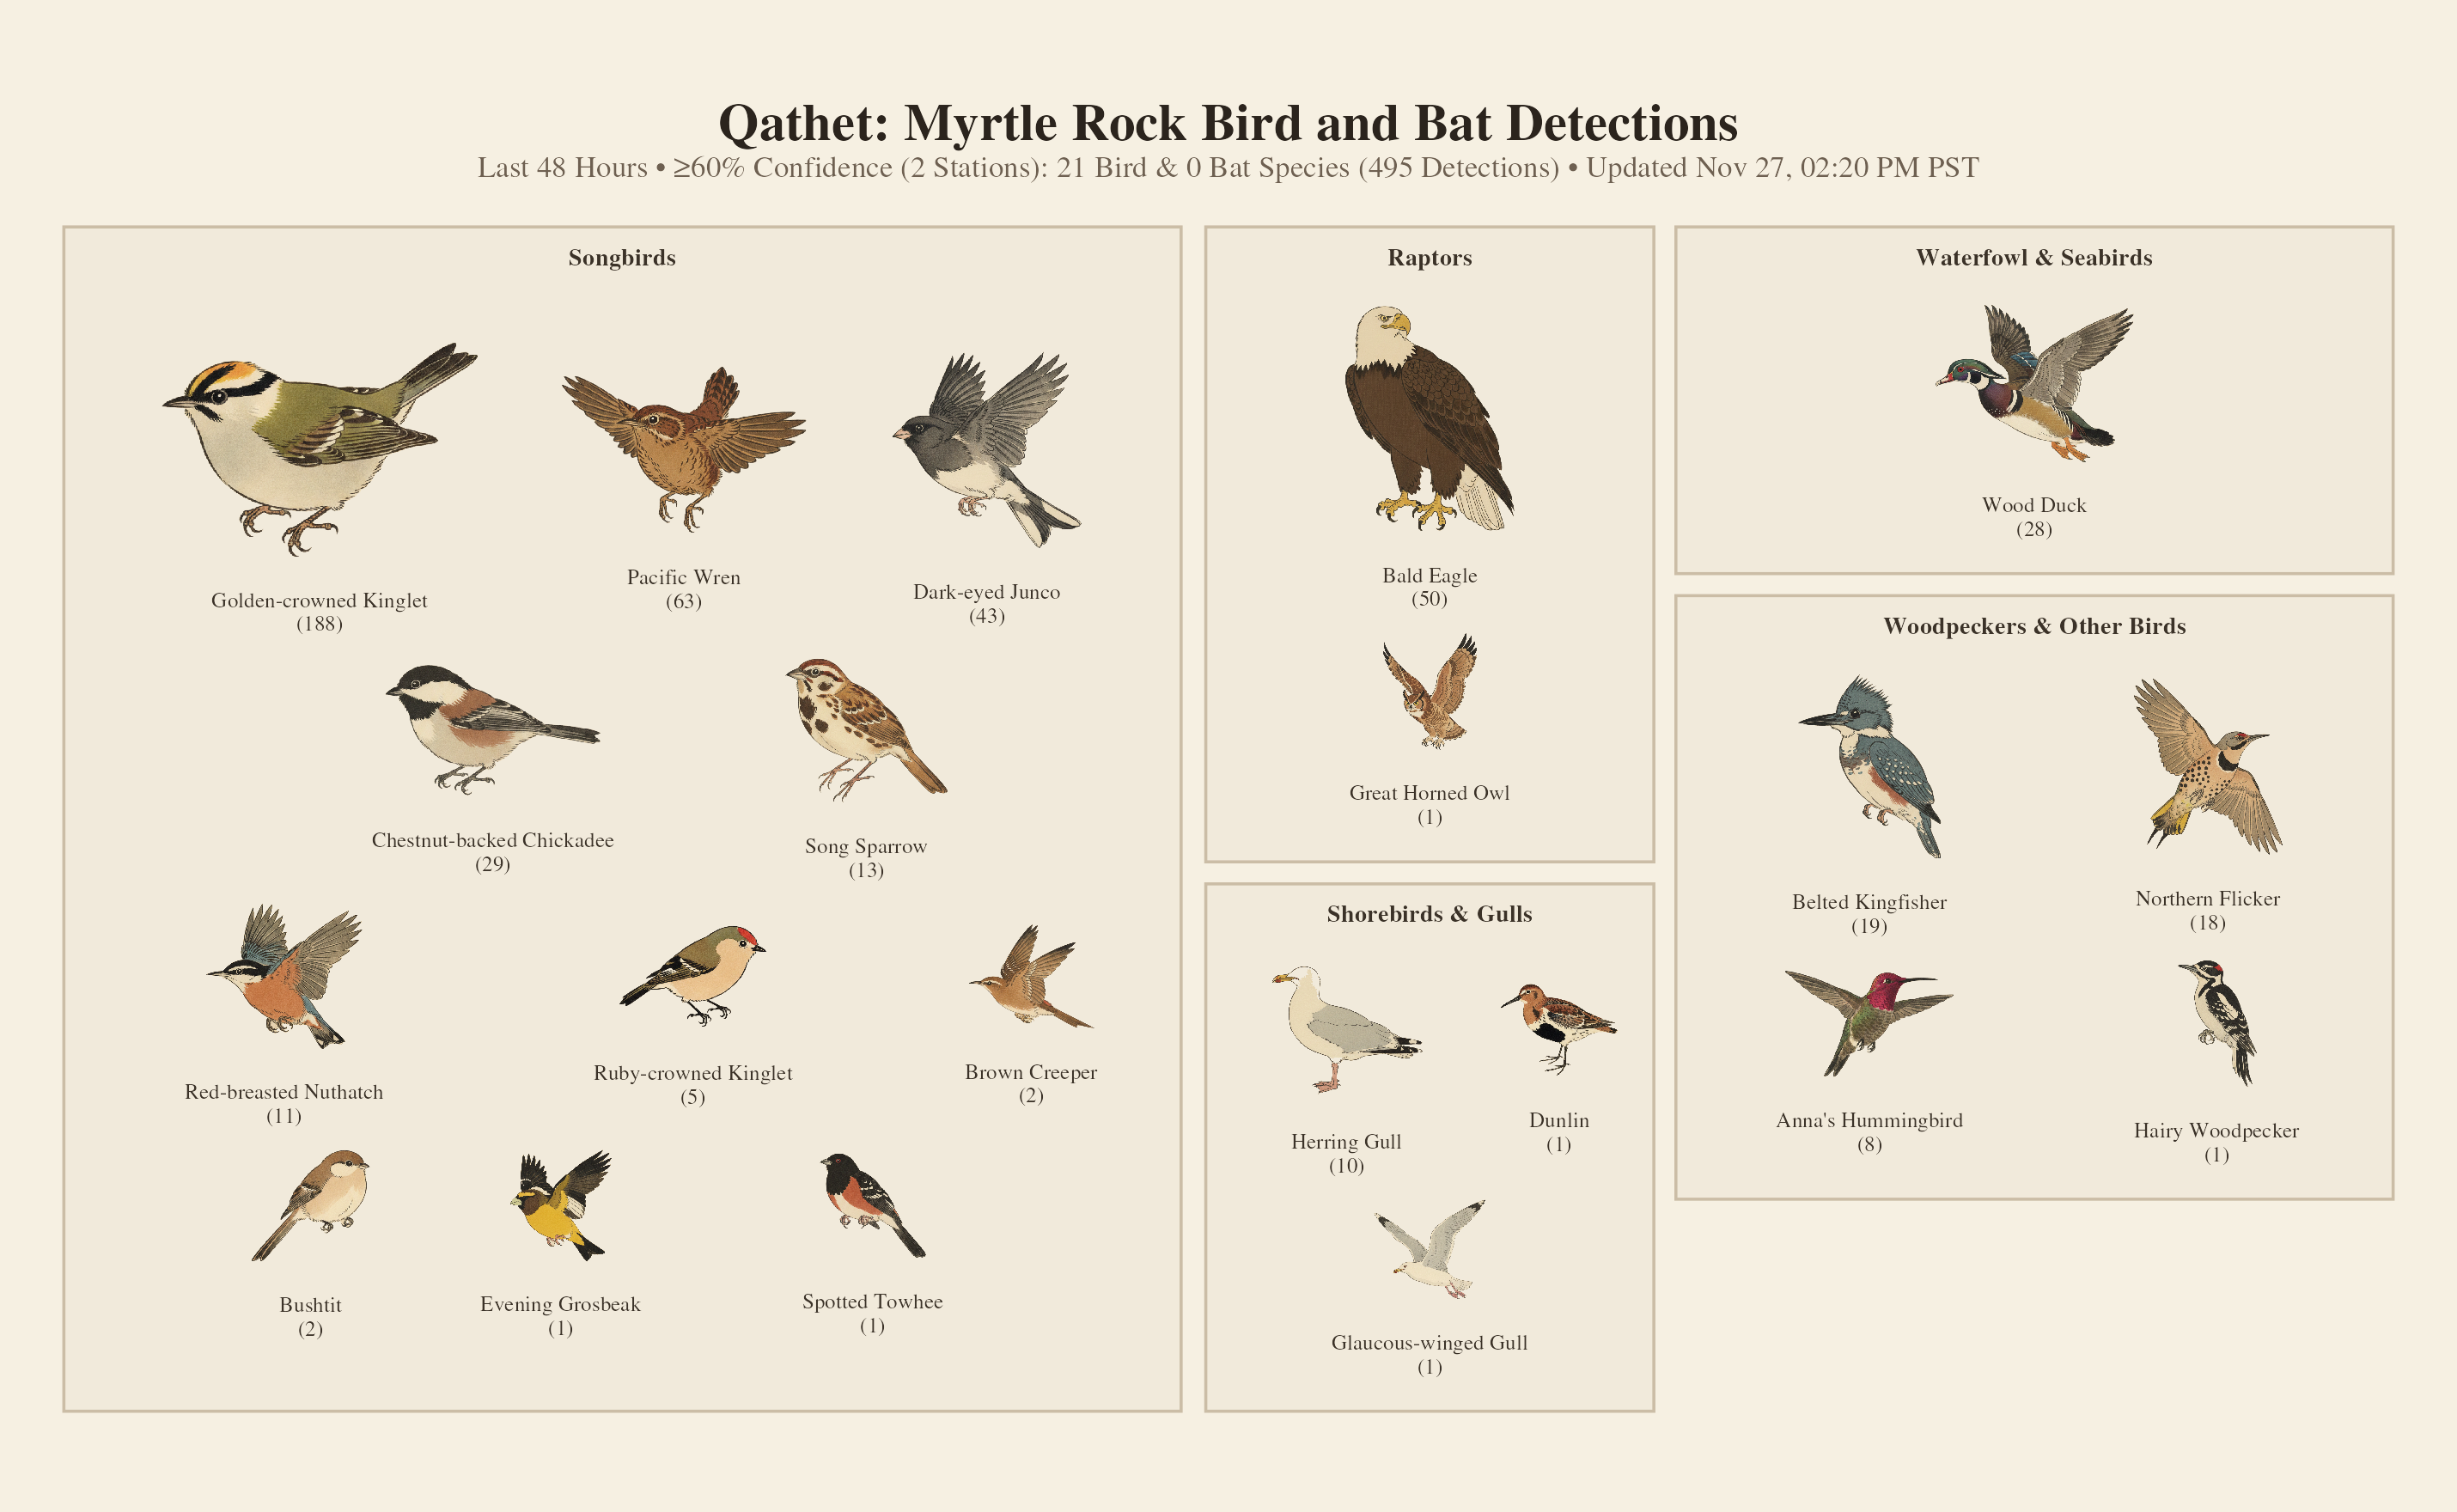 Qathet: Myrtle Rock Bird and Bat Detections
Last 48 Hours • ≥60% Confidence (2 Stations): 21 Bird & 0 Bat Species (495 Detections) • Updated Nov 27, 02:20 PM PST
Songbirds
Golden-crowned Kinglet
(188)
Pacific Wren
(63)
Dark-eyed Junco
(43)
Chestnut-backed Chickadee
(29)
Song Sparrow
(13)
Red-breasted Nuthatch
(11)
Ruby-crowned Kinglet
(5)
Brown Creeper
(2)
Bushtit
(2)
Evening Grosbeak
(1)
Spotted Towhee
(1)
Raptors
Bald Eagle
(50)
Great Horned Owl
(1)
Shorebirds & Gulls
Herring Gull
(10)
Dunlin
(1)
Glaucous-winged Gull
(1)
Waterfowl & Seabirds
Wood Duck
(28)
Woodpeckers & Other Birds
Belted Kingfisher
(19)
Northern Flicker
(18)
Anna's Hummingbird
(8)
Hairy Woodpecker
(1)